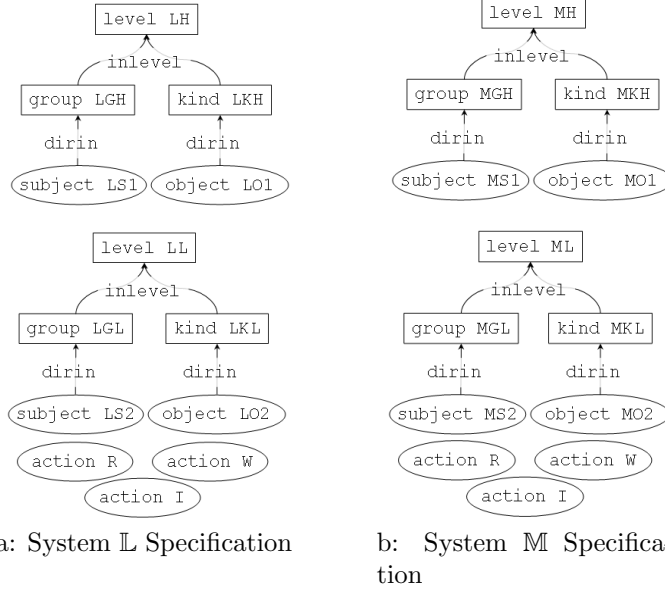 level LH
inlevel
group LGH kind LKH
dirin dirin
subject LS1 object LO1
level LL
inlevel
group LGL kind LKL
dirin dirin
subject LS2 object LO2
action R action W
action I
a: System 𝕃 Specification
level MH
inlevel
group MGH kind MKH
dirin dirin
subject MS1 object MO1
level ML
inlevel
group MGL kind MKL
dirin dirin
subject MS2 object MO2
action R action W
action I
b: System 𝕄 Specifica-
tion